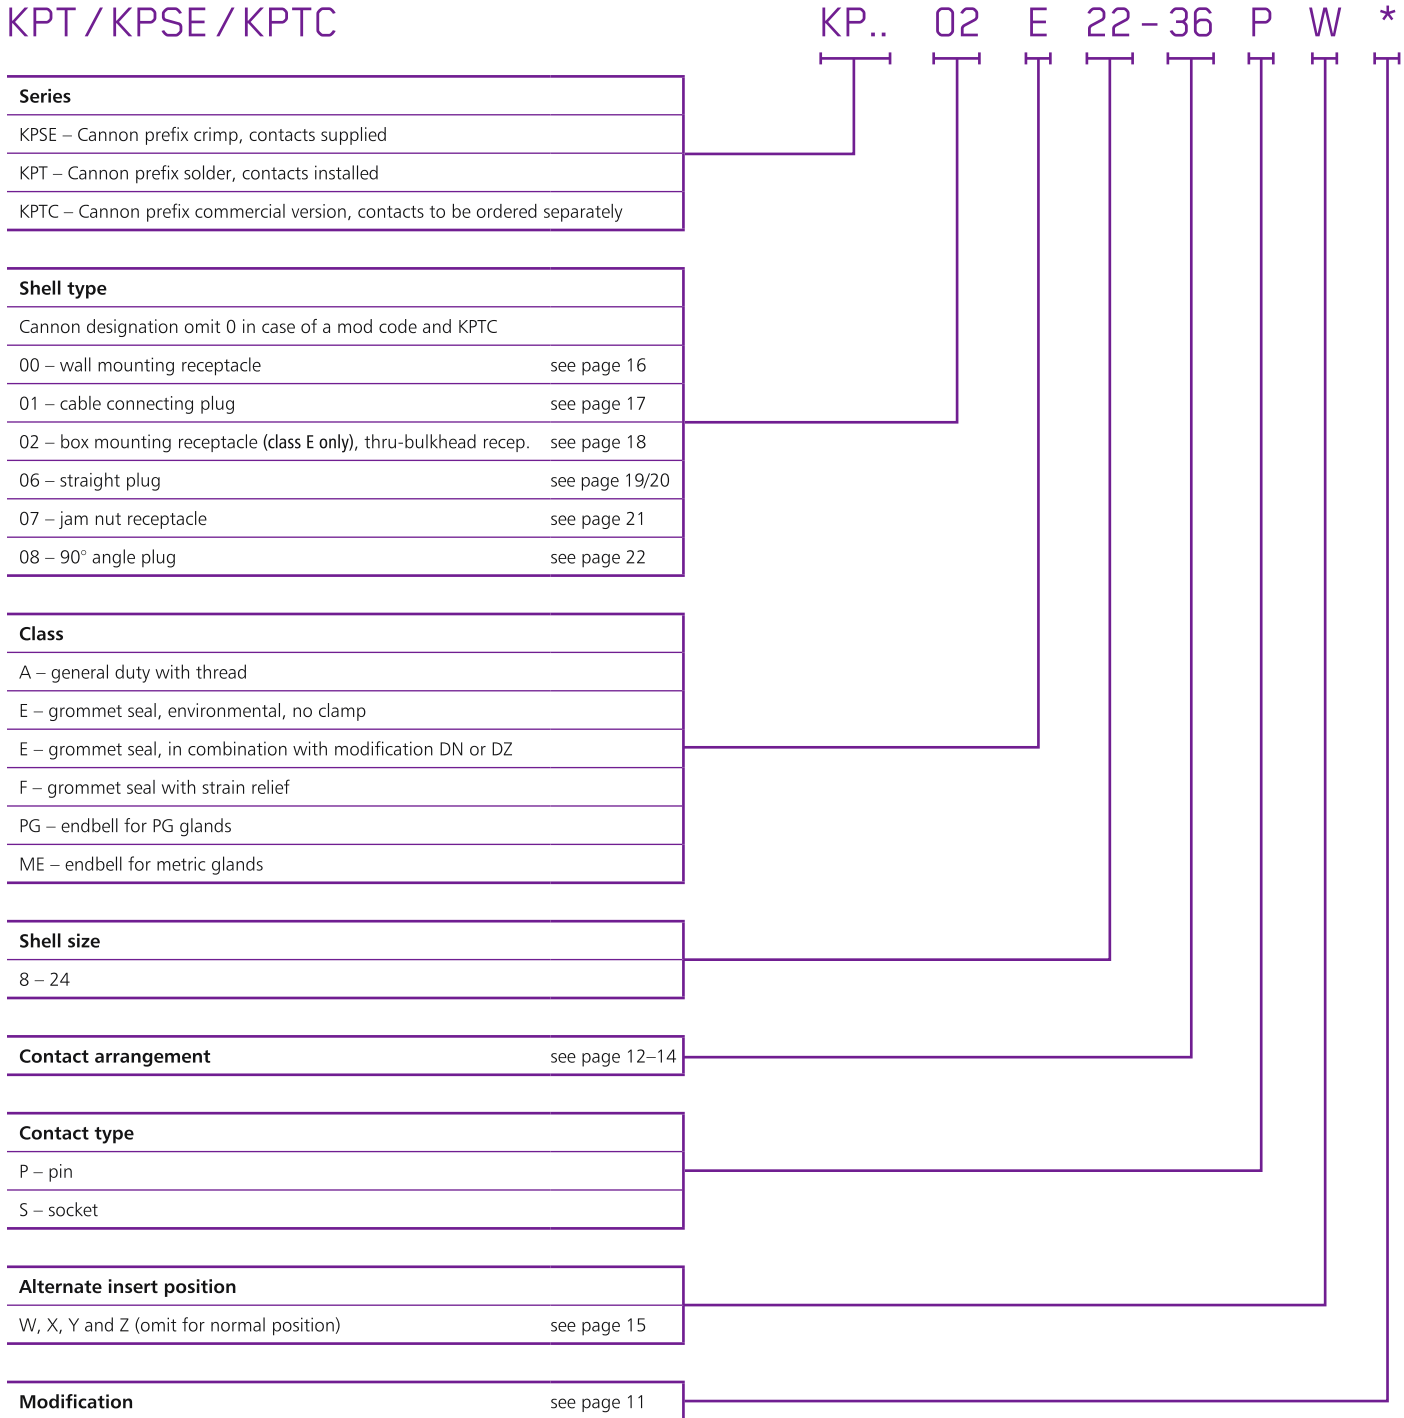 KPT / KPSE / KPTC KP.. 02 E 22 – 36 P W *
Series
KPSE – Cannon prefix crimp, contacts supplied
KPT – Cannon prefix solder, contacts installed
KPTC – Cannon prefix commercial version, contacts to be ordered separately
Shell type
Cannon designation omit 0 in case of a mod code and KPTC
00 – wall mounting receptacle see page 16
01 – cable connecting plug see page 17
02 – box mounting receptacle (class E only), thru-bulkhead recep. see page 18
06 – straight plug see page 19/20
07 – jam nut receptacle see page 21
08 – 90° angle plug see page 22
Class
A – general duty with thread
E – grommet seal, environmental, no clamp
E – grommet seal, in combination with modification DN or DZ
F – grommet seal with strain relief
PG – endbell for PG glands
ME – endbell for metric glands
Shell size
8 – 24
Contact arrangement see page 12–14
Contact type
P – pin
S – socket
Alternate insert position
W, X, Y and Z (omit for normal position) see page 15
Modification see page 11